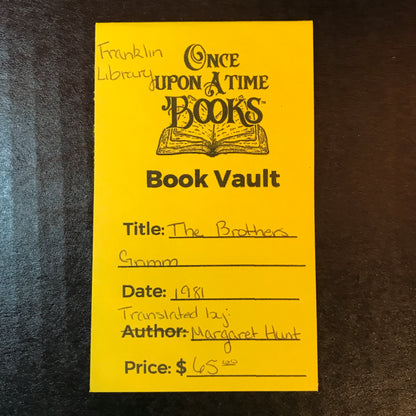 Franklin
Library
ONCE
UPON A TIME
BOOKS™
Book Vault
Title: The Brothers
Grimm
Date: 1981
Translated by:
Author: Margaret Hunt
Price: $ 65.00